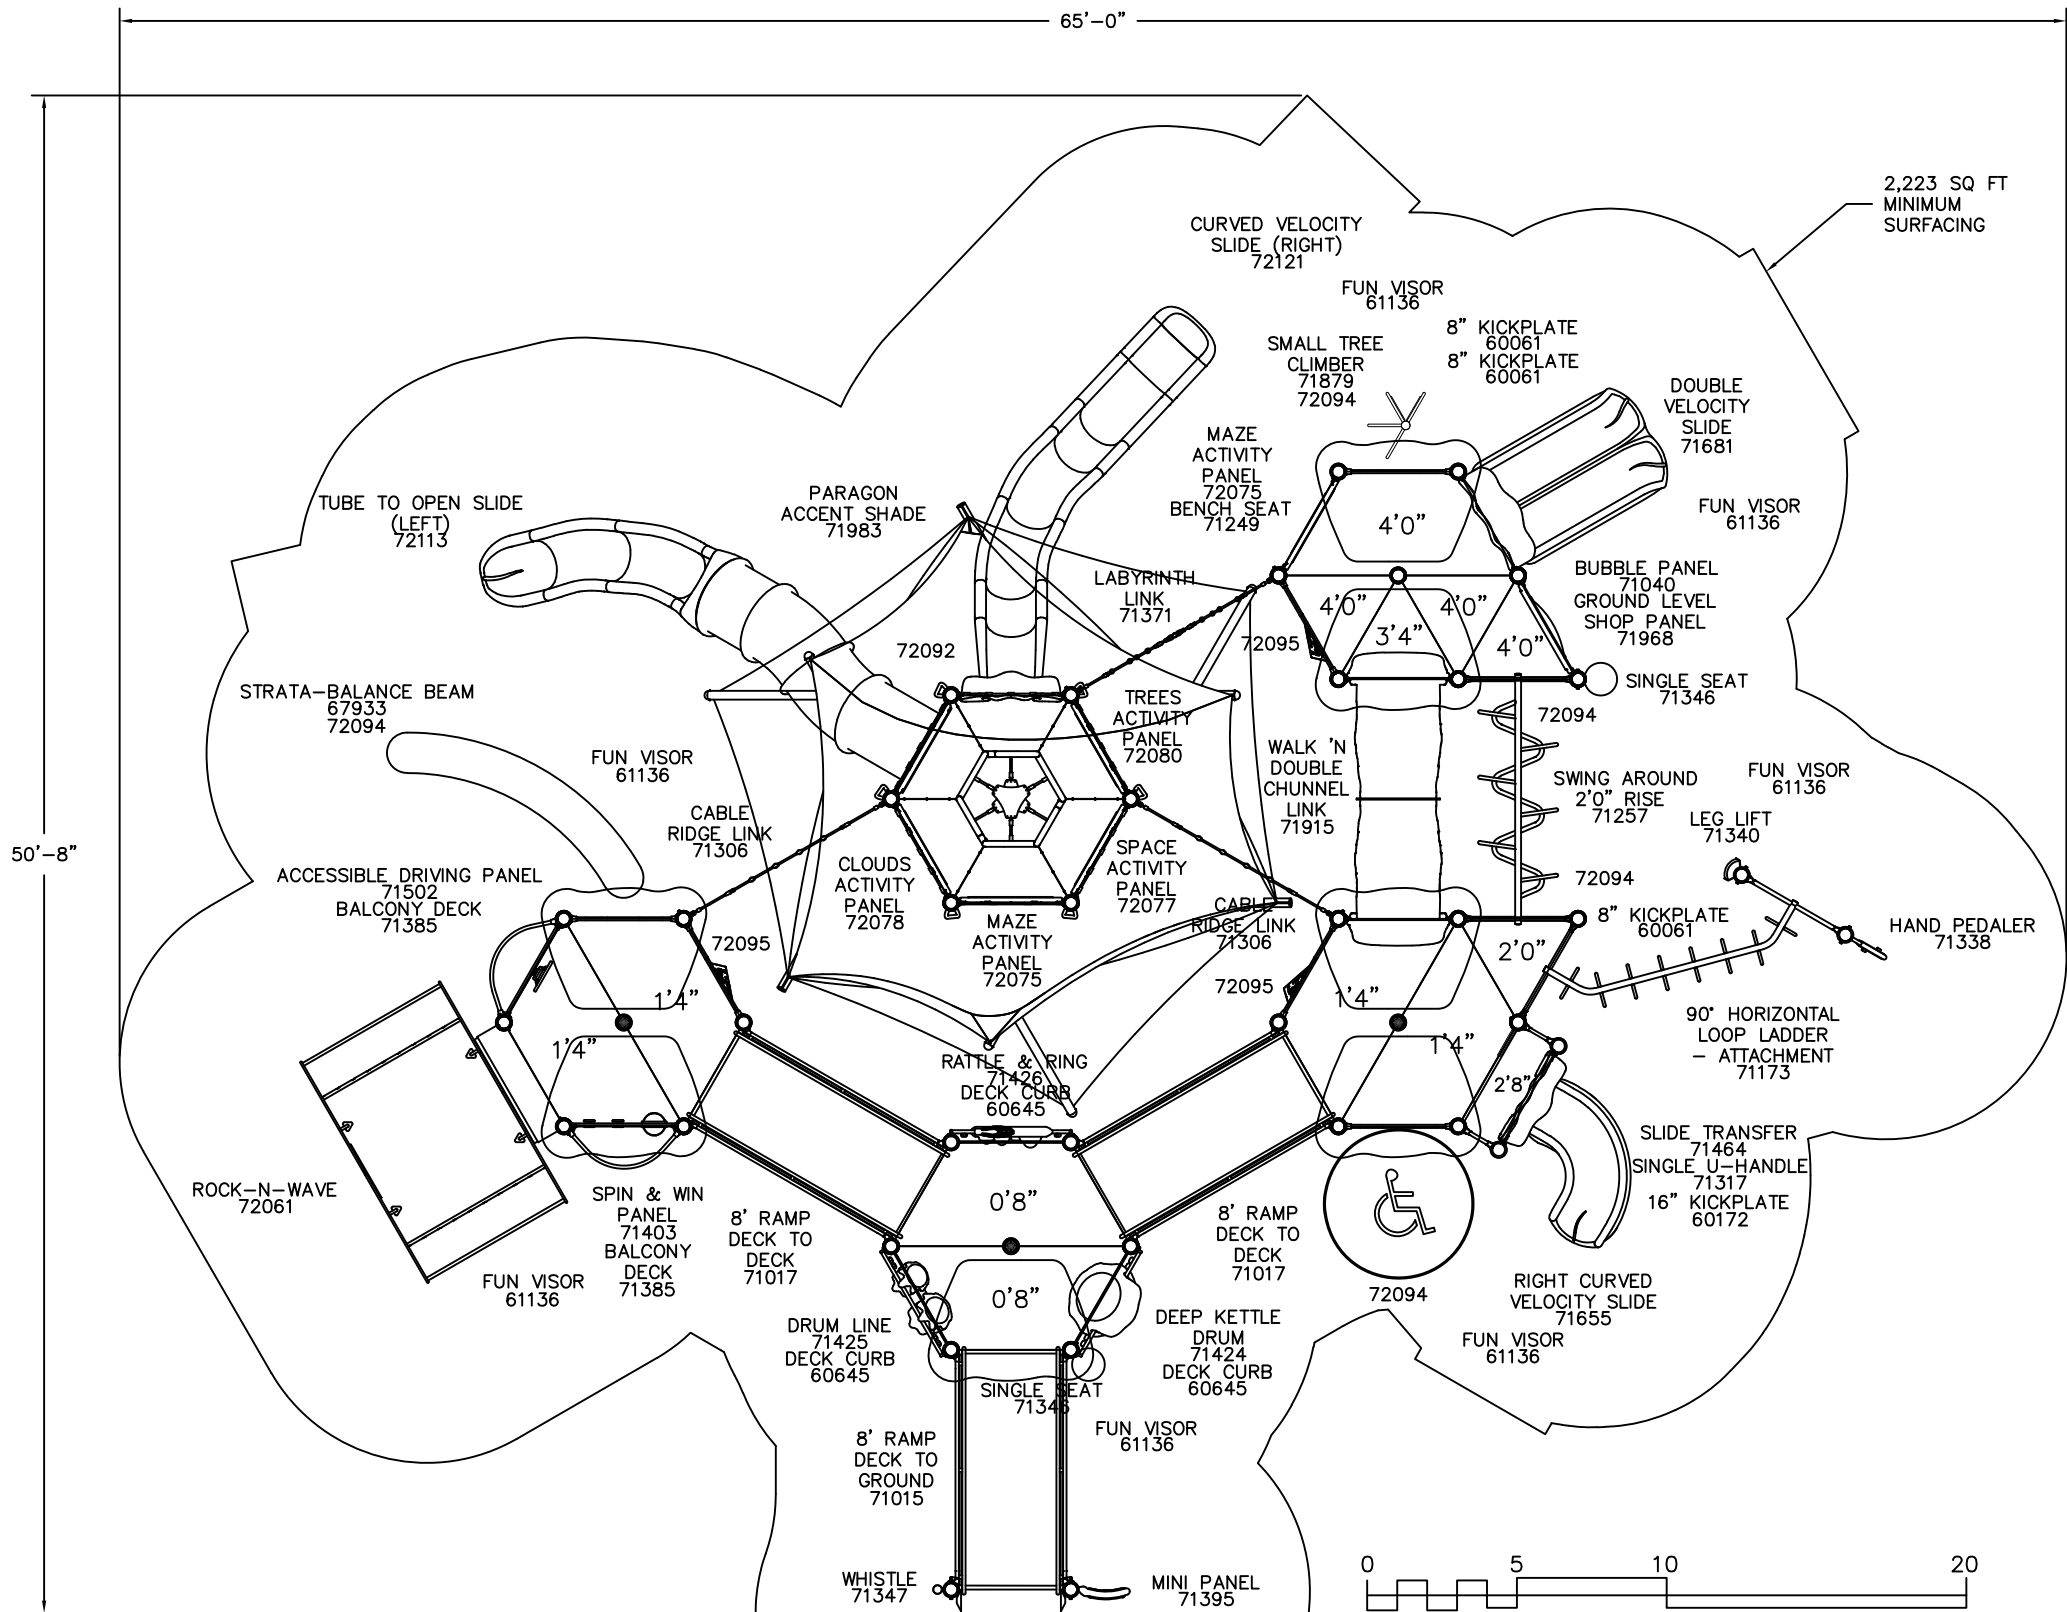 65'-0"
2,223 SQ FT
MINIMUM
SURFACING
CURVED VELOCITY
SLIDE (RIGHT)
72121
FUN VISOR
61136
8" KICKPLATE
60061
8" KICKPLATE
60061
SMALL TREE
CLIMBER
71879
72094
DOUBLE
VELOCITY
SLIDE
71681
MAZE
ACTIVITY
PANEL
72075
BENCH SEAT
71249
PARAGON
ACCENT SHADE
71983
TUBE TO OPEN SLIDE
(LEFT)
72113
FUN VISOR
61136
4'0"
LABYRINTH
LINK
71371
BUBBLE PANEL
71040
GROUND LEVEL
SHOP PANEL
71968
4'0"
4'0"
3'4"
4'0"
72095
72092
SINGLE SEAT
71346
STRATA-BALANCE BEAM
67933
72094
TREES
ACTIVITY
PANEL
72080
72094
FUN VISOR
61136
WALK 'N
DOUBLE
CHUNNEL
LINK
71915
SWING AROUND
2'0" RISE
71257
FUN VISOR
61136
LEG LIFT
71340
CABLE
RIDGE LINK
71306
50'-8"
CLOUDS
ACTIVITY
PANEL
72078
SPACE
ACTIVITY
PANEL
72077
ACCESSIBLE DRIVING PANEL
71502
BALCONY DECK
71385
72094
MAZE
ACTIVITY
PANEL
72075
CABLE
RIDGE LINK
71306
8" KICKPLATE
60061
HAND PEDALER
71338
72095
2'0"
72095
1'4"
1'4"
90° HORIZONTAL
LOOP LADDER
- ATTACHMENT
71173
1'4"
1'4"
RATTLE & RING
71426
DECK CURB
60645
2'8"
SLIDE TRANSFER
71464
SINGLE U-HANDLE
71317
16" KICKPLATE
60172
ROCK-N-WAVE
72061
SPIN & WIN
PANEL
71403
BALCONY
DECK
71385
8' RAMP
DECK TO
DECK
71017
0'8"
8' RAMP
DECK TO
DECK
71017
FUN VISOR
61136
0'8"
72094
RIGHT CURVED
VELOCITY SLIDE
71655
DRUM LINE
71425
DECK CURB
60645
DEEP KETTLE
DRUM
71424
DECK CURB
60645
FUN VISOR
61136
SINGLE SEAT
71346
FUN VISOR
61136
8' RAMP
DECK TO
GROUND
71015
WHISTLE
71347
MINI PANEL
71395
0 5 10 20